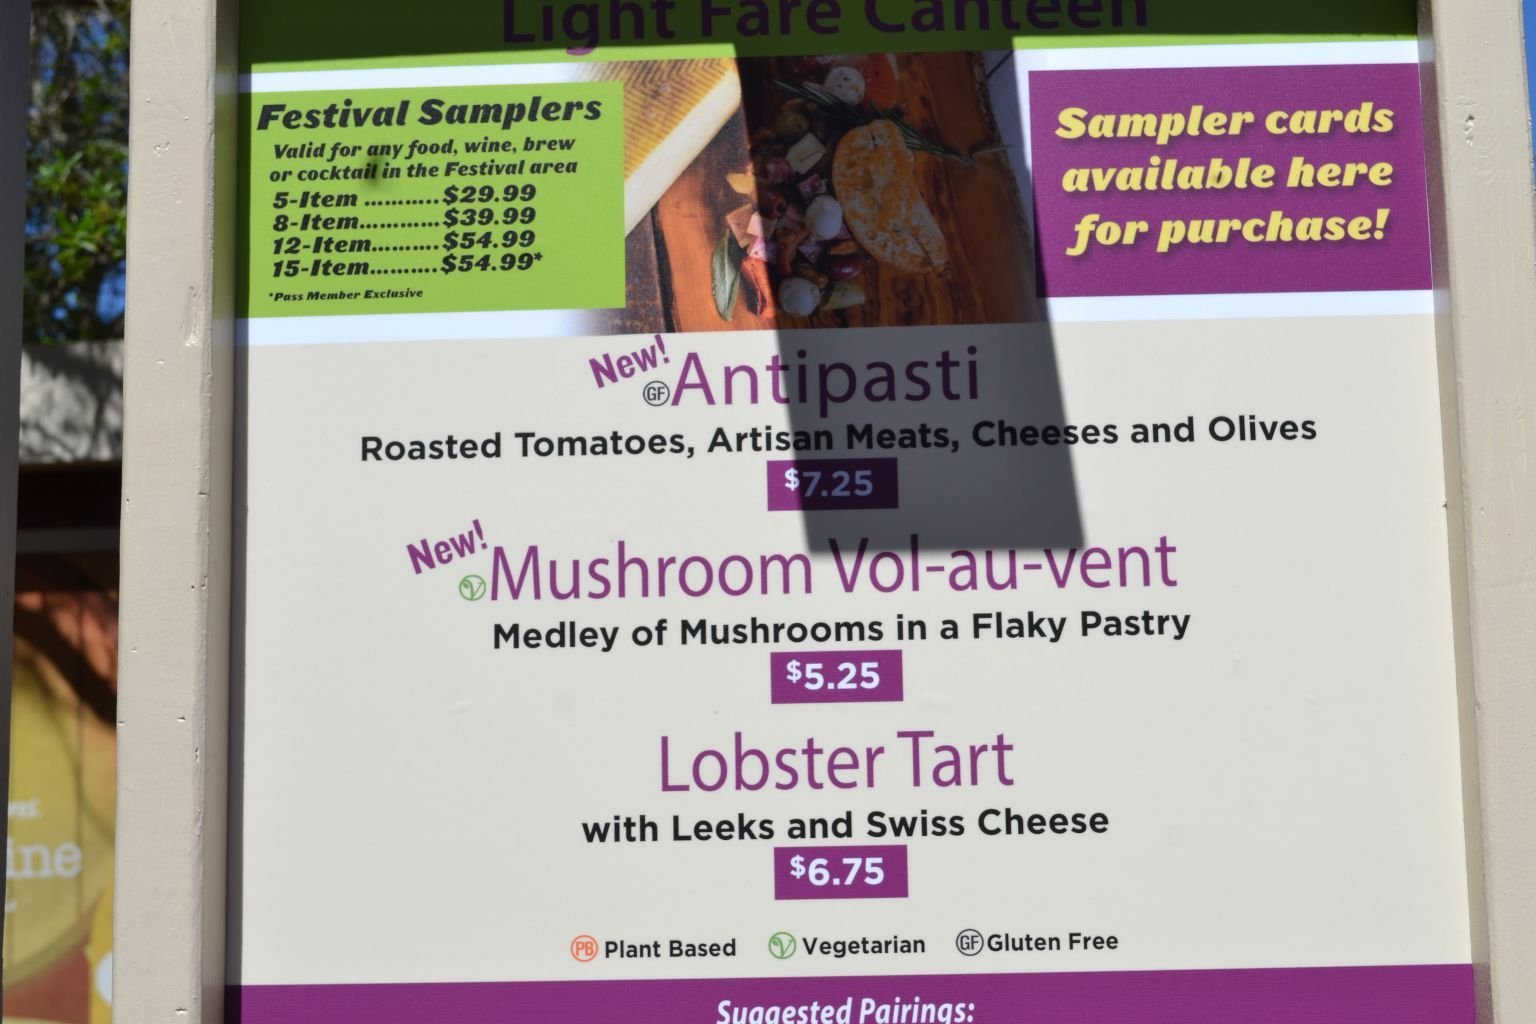 Light Fare Canteen
Festival Samplers
Valid for any food, wine, brew
or cocktail in the Festival area
5-Item ...........$29.99
8-Item............$39.99
12-Item..........$54.99
15-Item..........$54.99*
*Pass Member Exclusive
Sampler cards
available here
for purchase!
New!
GF Antipasti
Roasted Tomatoes, Artisan Meats, Cheeses and Olives
$7.25
New!
V Mushroom Vol-au-vent
Medley of Mushrooms in a Flaky Pastry
$5.25
Lobster Tart
with Leeks and Swiss Cheese
$6.75
PB Plant Based V Vegetarian GF Gluten Free
Suggested Pairings: